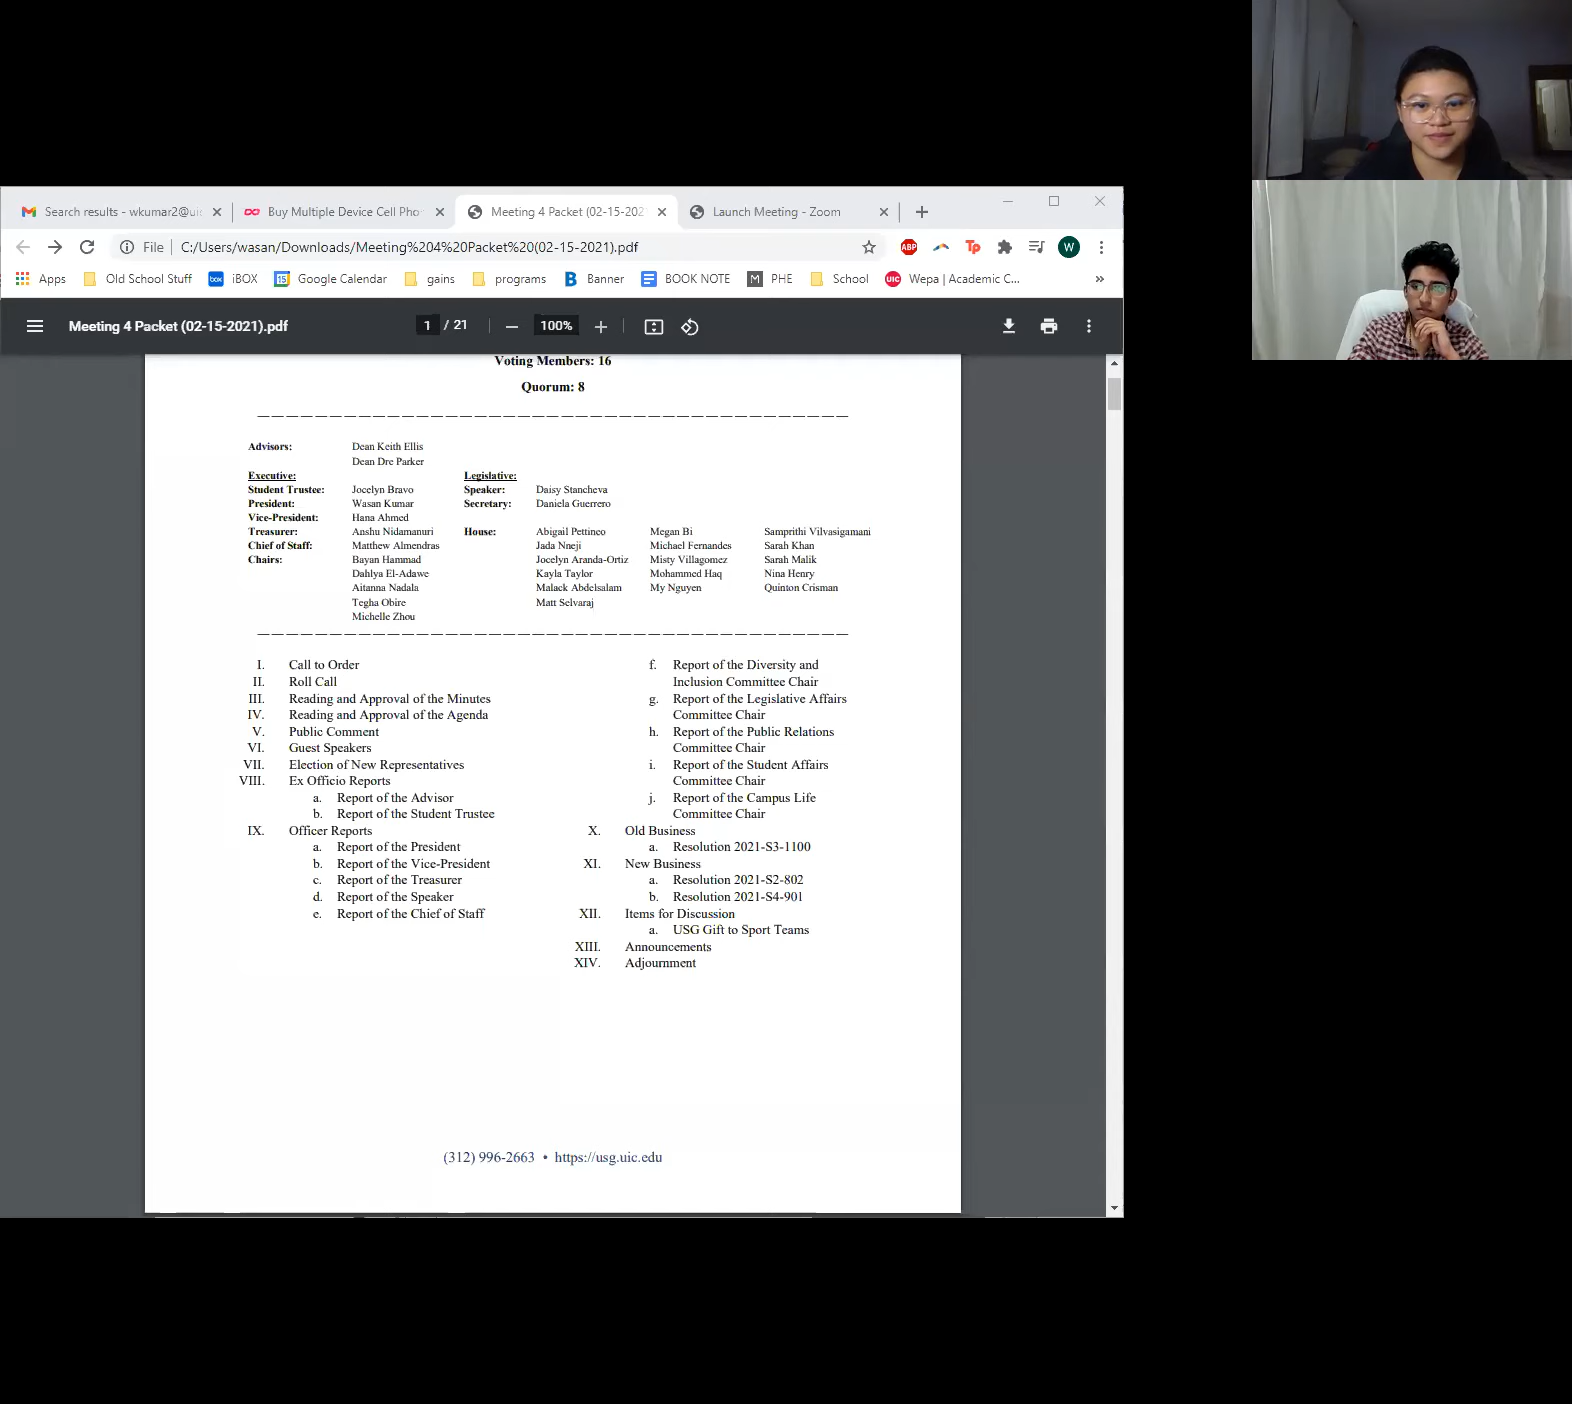 Search results - wkumar2@ui
Buy Multiple Device Cell Pho
Meeting 4 Packet (02-15-202
Launch Meeting - Zoom
File
C:/Users/wasan/Downloads/Meeting%204%20Packet%20(02-15-2021).pdf
ABP
Tp
W
Apps
Old School Stuff
box
iBOX
15
Google Calendar
gains
programs
B
Banner
BOOK NOTE
M
PHE
School
UIC
Wepa | Academic C...
»
Meeting 4 Packet (02-15-2021).pdf
1 / 21
100%
Voting Members: 16
Quorum: 8
Advisors: Dean Keith Ellis
Dean Dre Parker
Executive: Legislative:
Student Trustee: Jocelyn Bravo Speaker: Daisy Stancheva
President: Wasan Kumar Secretary: Daniela Guerrero
Vice-President: Hana Ahmed
Treasurer: Anshu Nidamanuri House: Abigail Pettineo Megan Bi Samprithi Vilvasigamani
Chief of Staff: Matthew Almendras Jada Nneji Michael Fernandes Sarah Khan
Chairs: Bayan Hammad Jocelyn Aranda-Ortiz Misty Villagomez Sarah Malik
Dahlya El-Adawe Kayla Taylor Mohammed Haq Nina Henry
Aitanna Nadala Malack Abdelsalam My Nguyen Quinton Crisman
Tegha Obire Matt Selvaraj
Michelle Zhou
I. Call to Order
II. Roll Call
III. Reading and Approval of the Minutes
IV. Reading and Approval of the Agenda
V. Public Comment
VI. Guest Speakers
VII. Election of New Representatives
VIII. Ex Officio Reports
a. Report of the Advisor
b. Report of the Student Trustee
IX. Officer Reports
a. Report of the President
b. Report of the Vice-President
c. Report of the Treasurer
d. Report of the Speaker
e. Report of the Chief of Staff
f. Report of the Diversity and
Inclusion Committee Chair
g. Report of the Legislative Affairs
Committee Chair
h. Report of the Public Relations
Committee Chair
i. Report of the Student Affairs
Committee Chair
j. Report of the Campus Life
Committee Chair
X. Old Business
a. Resolution 2021-S3-1100
XI. New Business
a. Resolution 2021-S2-802
b. Resolution 2021-S4-901
XII. Items for Discussion
a. USG Gift to Sport Teams
XIII. Announcements
XIV. Adjournment
(312) 996-2663 • https://usg.uic.edu